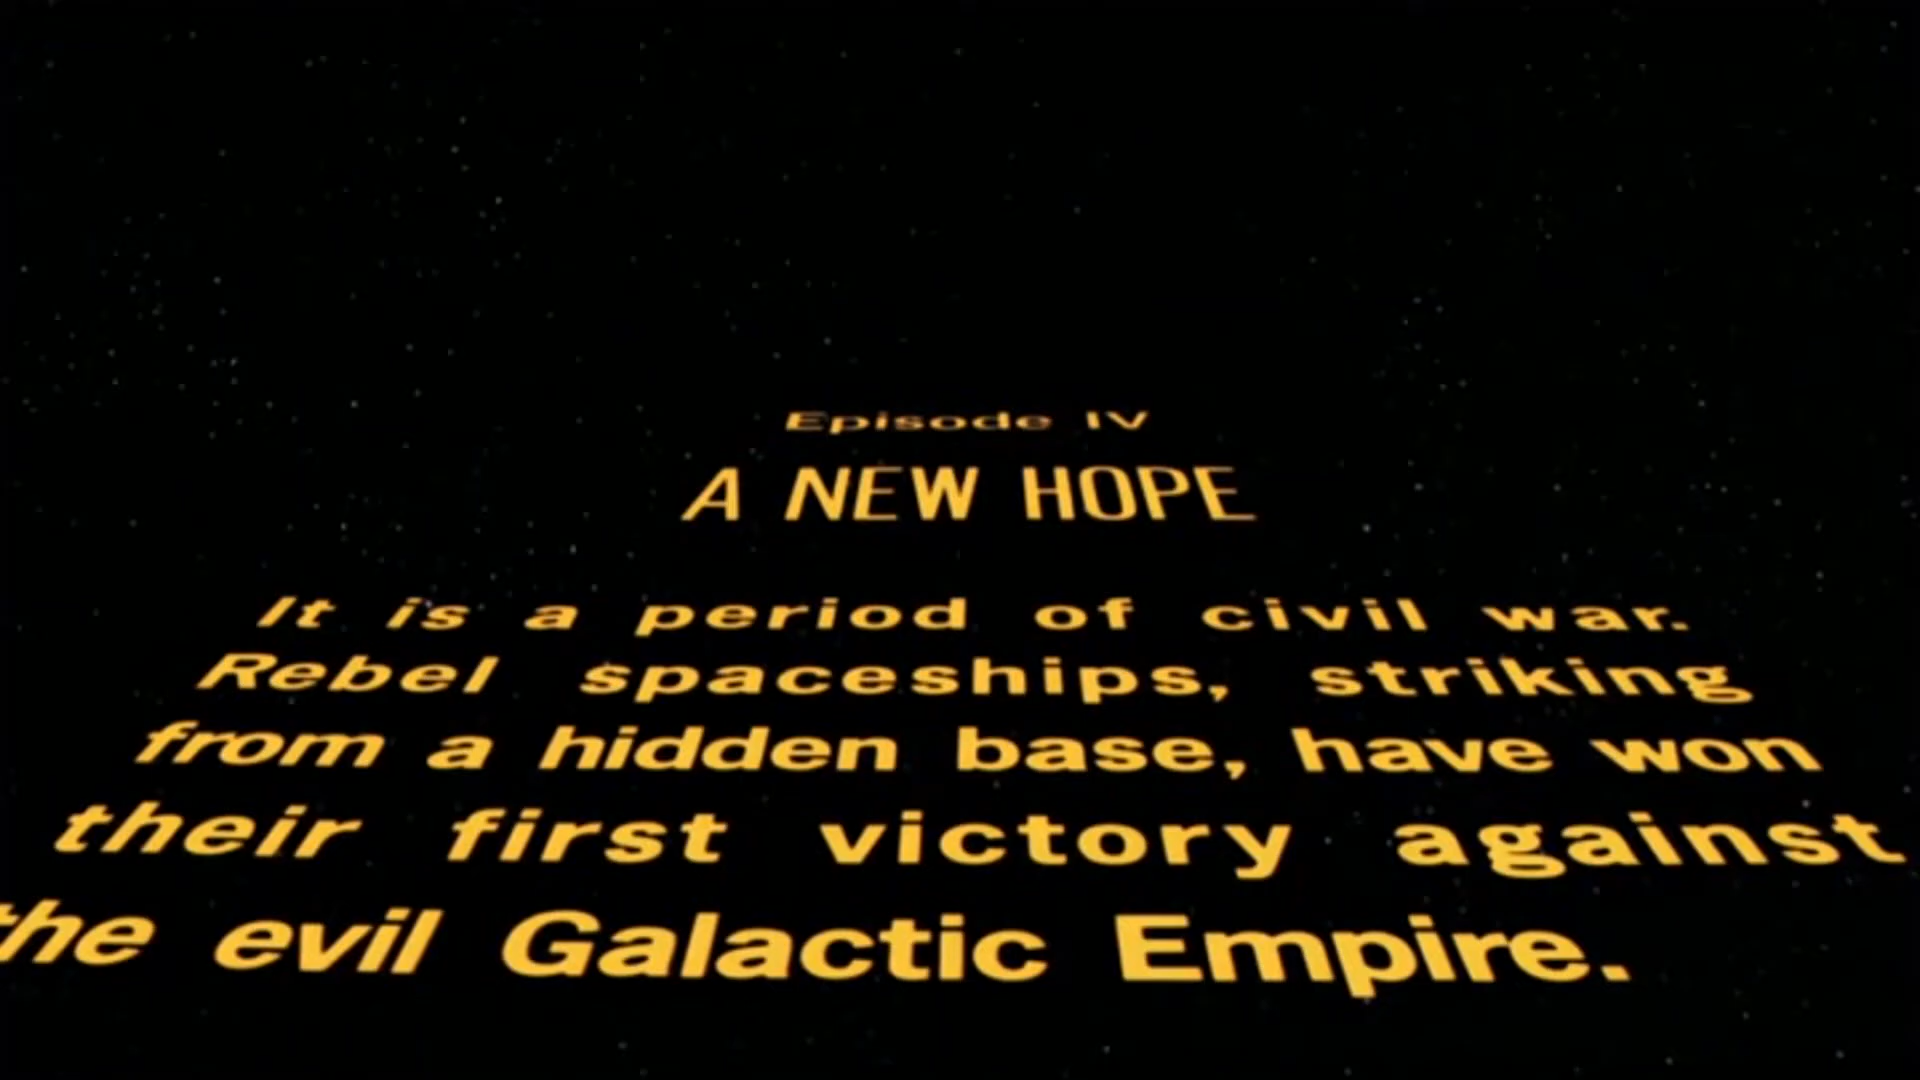 Episode IV
A NEW HOPE
It is a period of civil war.
Rebel spaceships, striking
from a hidden base, have won
their first victory against
the evil Galactic Empire.